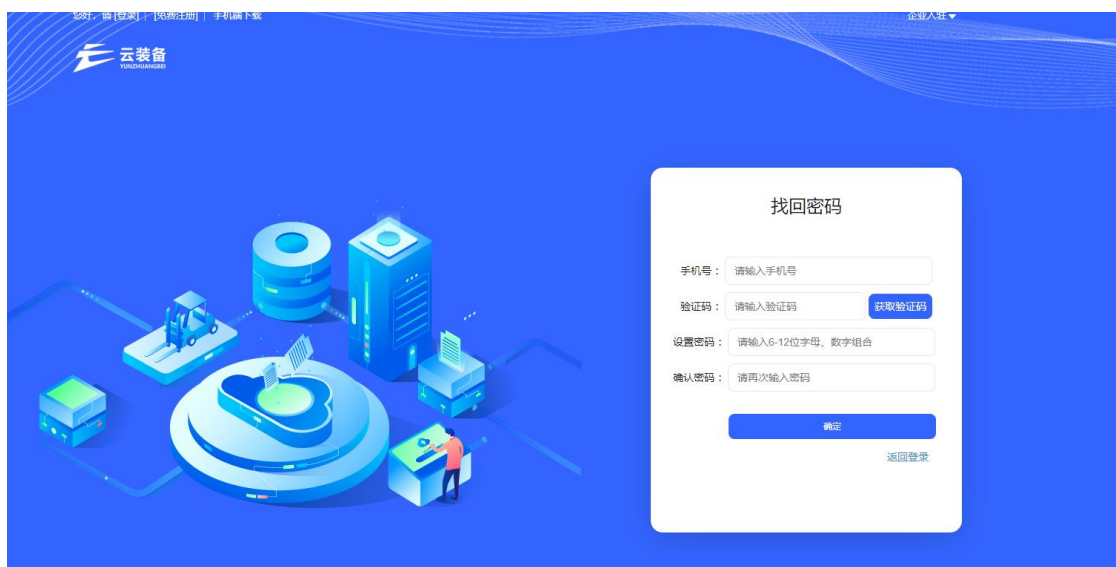 您好，请 [登录] | [免费注册] | 手机端下载
企业入驻
云装备
YUNZHUANGBEI
找回密码
手机号： 请输入手机号
验证码： 请输入验证码 获取验证码
设置密码： 请输入6-12位字母、数字组合
确认密码： 请再次输入密码
确定
返回登录